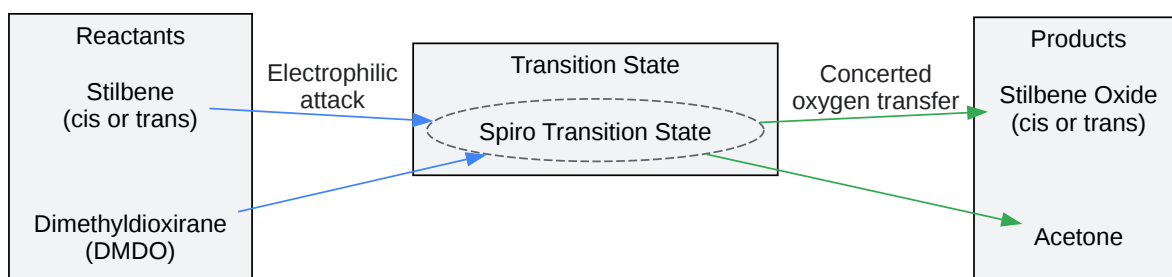 Reactants
Stilbene
(cis or trans)
Dimethyldioxirane
(DMDO)
Electrophilic
attack
Transition State
Spiro Transition State
Concerted
oxygen transfer
Products
Stilbene Oxide
(cis or trans)
Acetone